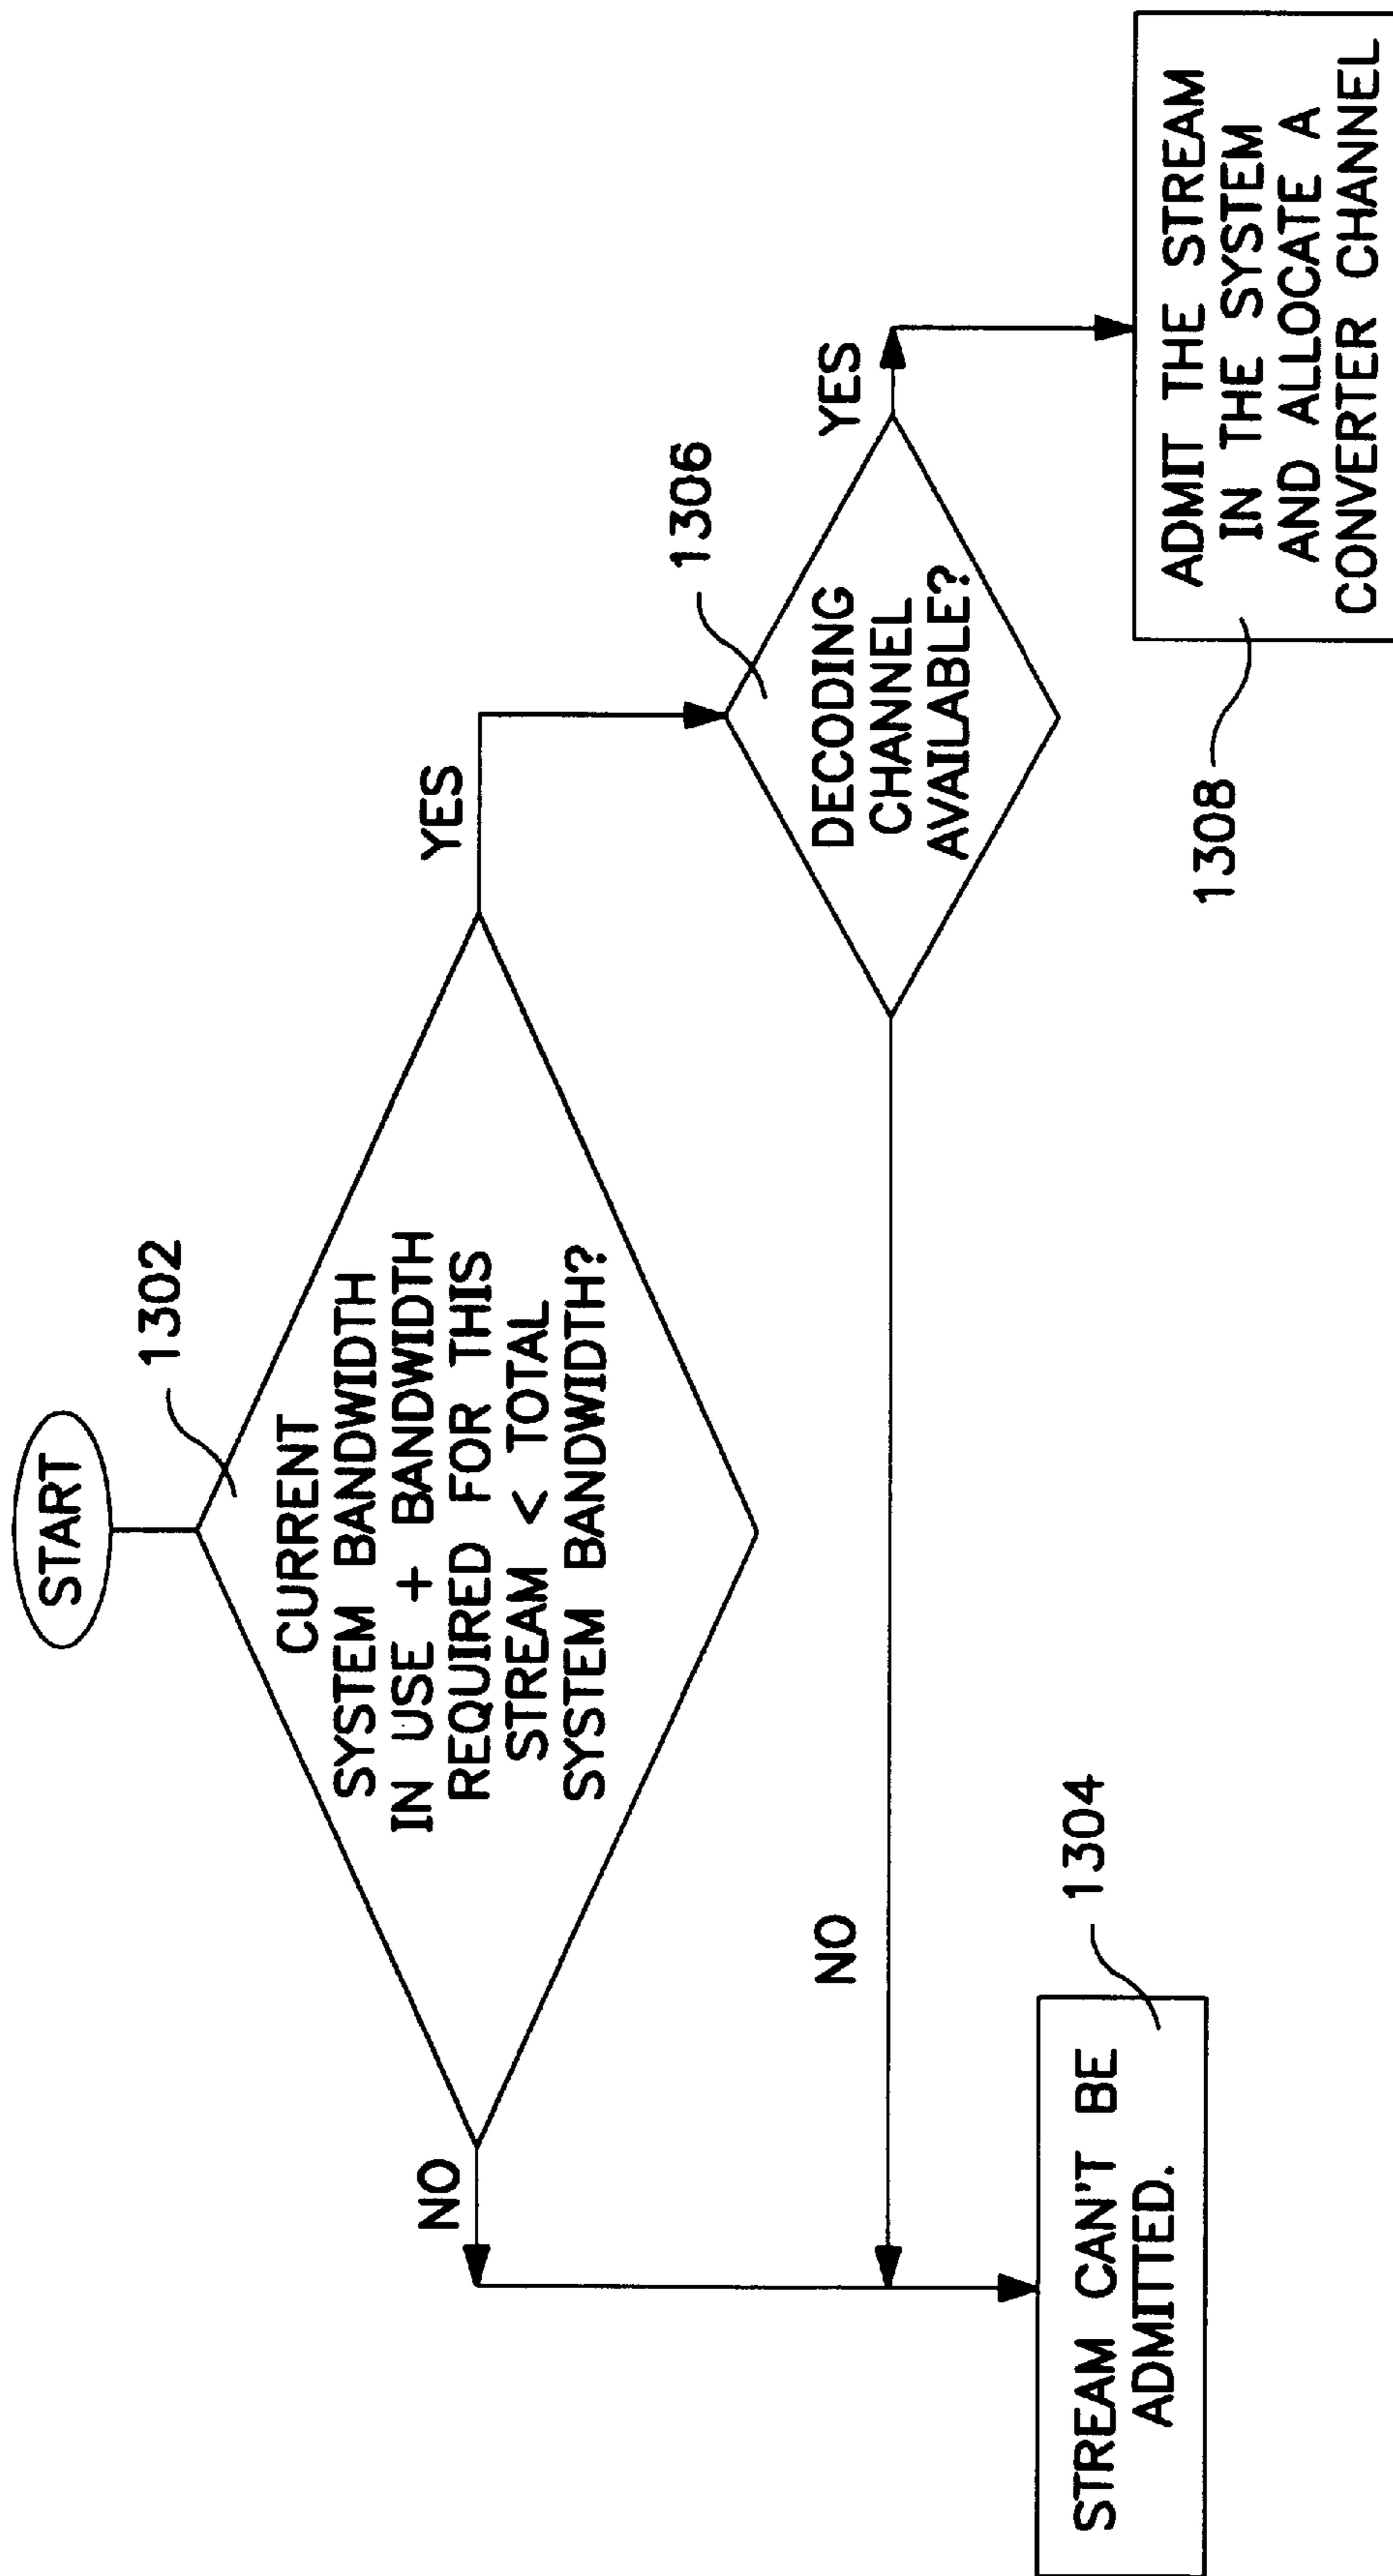 START
1302
CURRENT
SYSTEM BANDWIDTH
IN USE + BANDWIDTH
REQUIRED FOR THIS
STREAM < TOTAL
SYSTEM BANDWIDTH?
NO
YES
1306
DECODING
CHANNEL
AVAILABLE?
NO
YES
1304
STREAM CAN'T BE
ADMITTED.
1308
ADMIT THE STREAM
IN THE SYSTEM
AND ALLOCATE A
CONVERTER CHANNEL